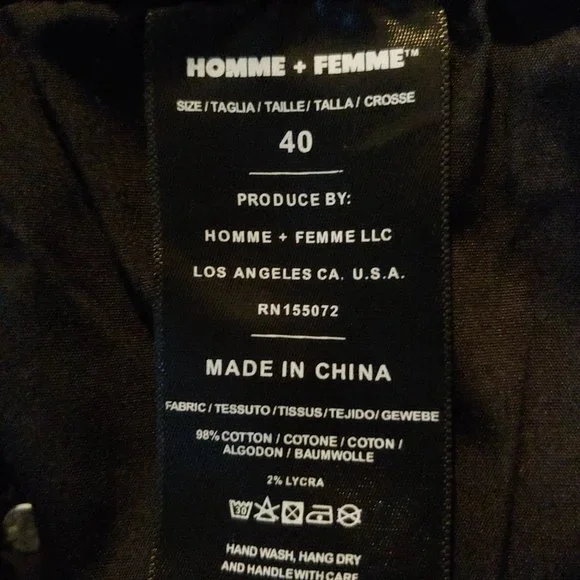 HOMME + FEMME™
SIZE / TAGLIA / TAILLE / TALLA / CROSSE
40
PRODUCE BY:
HOMME + FEMME LLC
LOS ANGELES CA. U.S.A.
RN155072
MADE IN CHINA
FABRIC / TESSUTO / TISSUS / TEJIDO / GEWEBE
98% COTTON / COTONE / COTON /
ALGODON / BAUMWOLLE
2% LYCRA
30
HAND WASH, HANG DRY
AND HANDLE WITH CARE